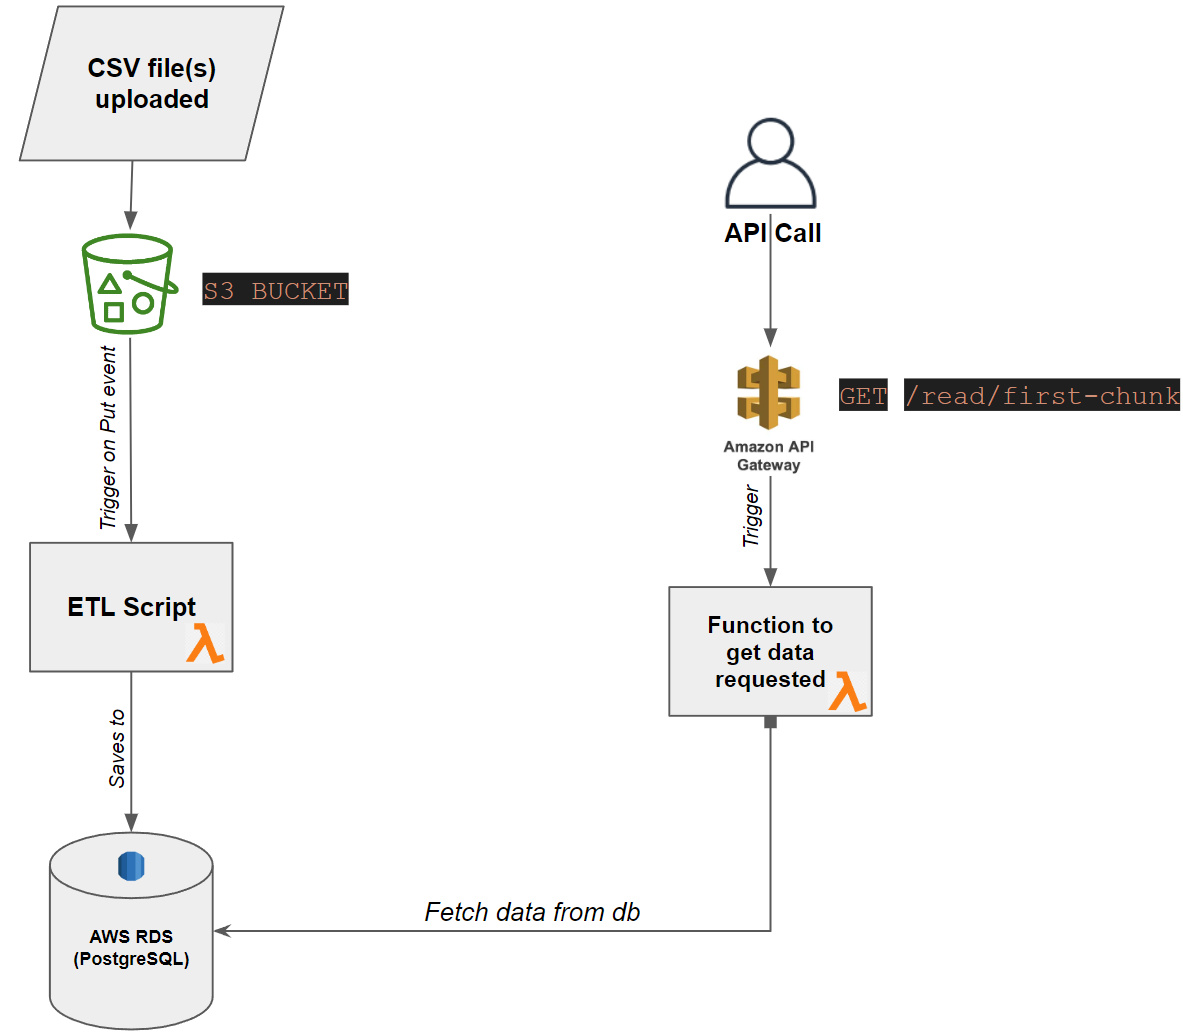 CSV file(s)
uploaded
S3 BUCKET
Trigger on Put event
ETL Script
Saves to
AWS RDS
(PostgreSQL)
API Call
GET /read/first-chunk
Amazon API
Gateway
Trigger
Function to
get data
requested
Fetch data from db